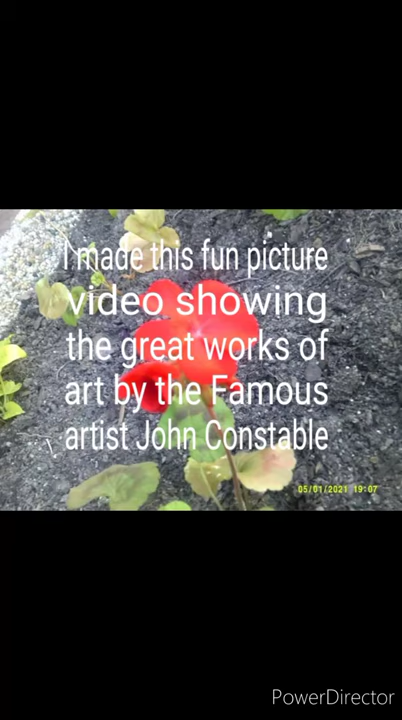 I made this fun picture
video showing
the great works of
art by the Famous
artist John Constable
05/01/2021 19:07
PowerDirector